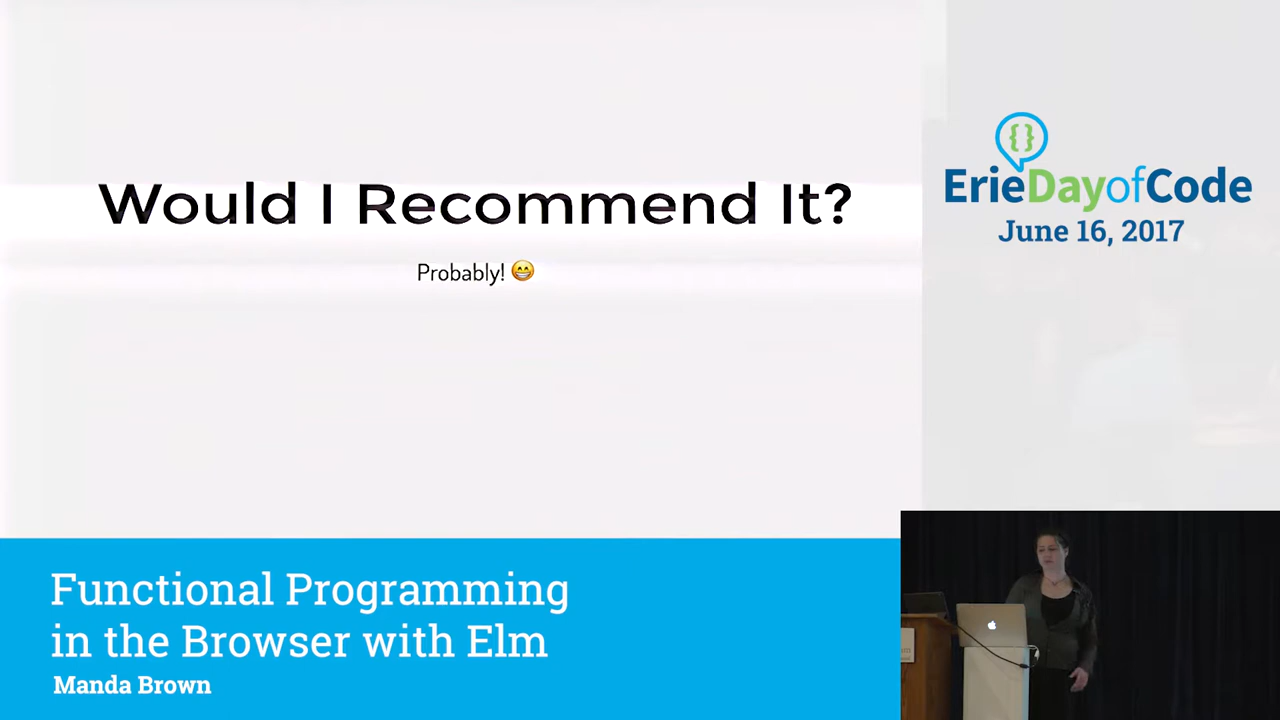 Would I Recommend It?
Probably! 😁
{}
ErieDayofCode
June 16, 2017
Functional Programming
in the Browser with Elm
Manda Brown